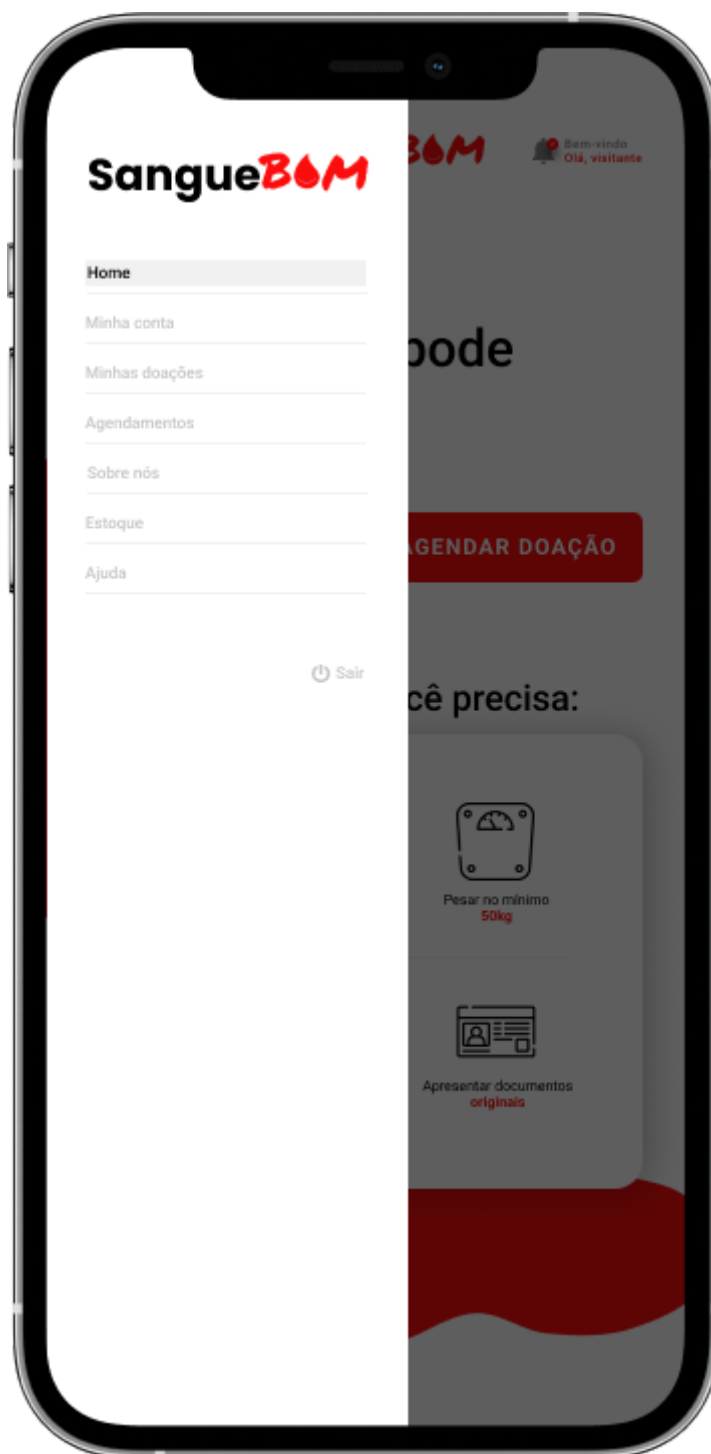 SangueBOM
Home
Minha conta
Minhas doações
Agendamentos
Sobre nós
Estoque
Ajuda
Sair
BOM
Bem-vindo
Olá, visitante
pode
AGENDAR DOAÇÃO
cê precisa:
Pesar no mínimo
50kg
Apresentar documentos
originais